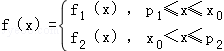 f（x）= { f₁（x）, p₁≤x≤x₀
f₂（x）, x₀<x≤p₂